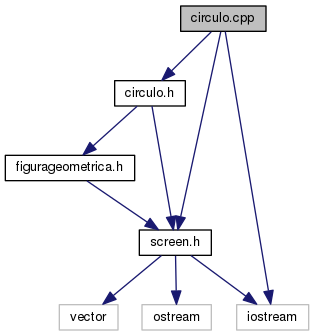 circulo.cpp
circulo.h
figurageometrica.h
screen.h
vector
ostream
iostream